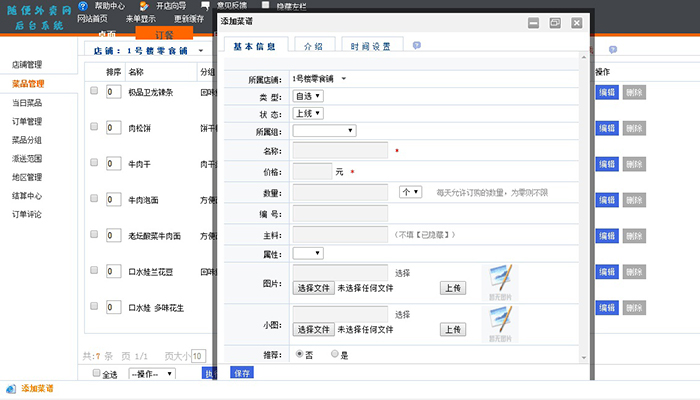 随便外卖网
后台系统
帮助中心 开店向导 意见反馈 隐藏左栏
网站首页 来单显示 更新缓存
桌面 订餐
店铺管理
菜品管理
当日菜品
订单管理
菜品分组
派送范围
地区管理
结算中心
订单评论
店铺：1号楼零食铺
排序 名称 分组 操作
0 极品卫龙辣条 编辑 删除
0 肉松饼 饼干 编辑 删除
0 牛肉干 编辑 删除
0 牛肉泡面 方便 编辑 删除
0 老坛酸菜牛肉面 方便 编辑 删除
0 口水娃兰花豆 编辑 删除
0 口水娃 多味花生 编辑 删除
共:7 条 页 1/1 页大小 10
全选 --操作--
添加菜谱
基本信息 介绍 时间设置
所属店铺： 1号楼零食铺
类 型： 自选
状 态： 上线
所属组：
名称： *
价格： 元 *
数量： 个 每天允许订购的数量，为零则不限
编 号：
主料： (不填【已隐藏】)
属性：
图片： 选择
选择文件 未选择任何文件 上传
暂无图片
小图： 选择
选择文件 未选择任何文件 上传
暂无图片
推荐： 否 是
保存
添加菜谱